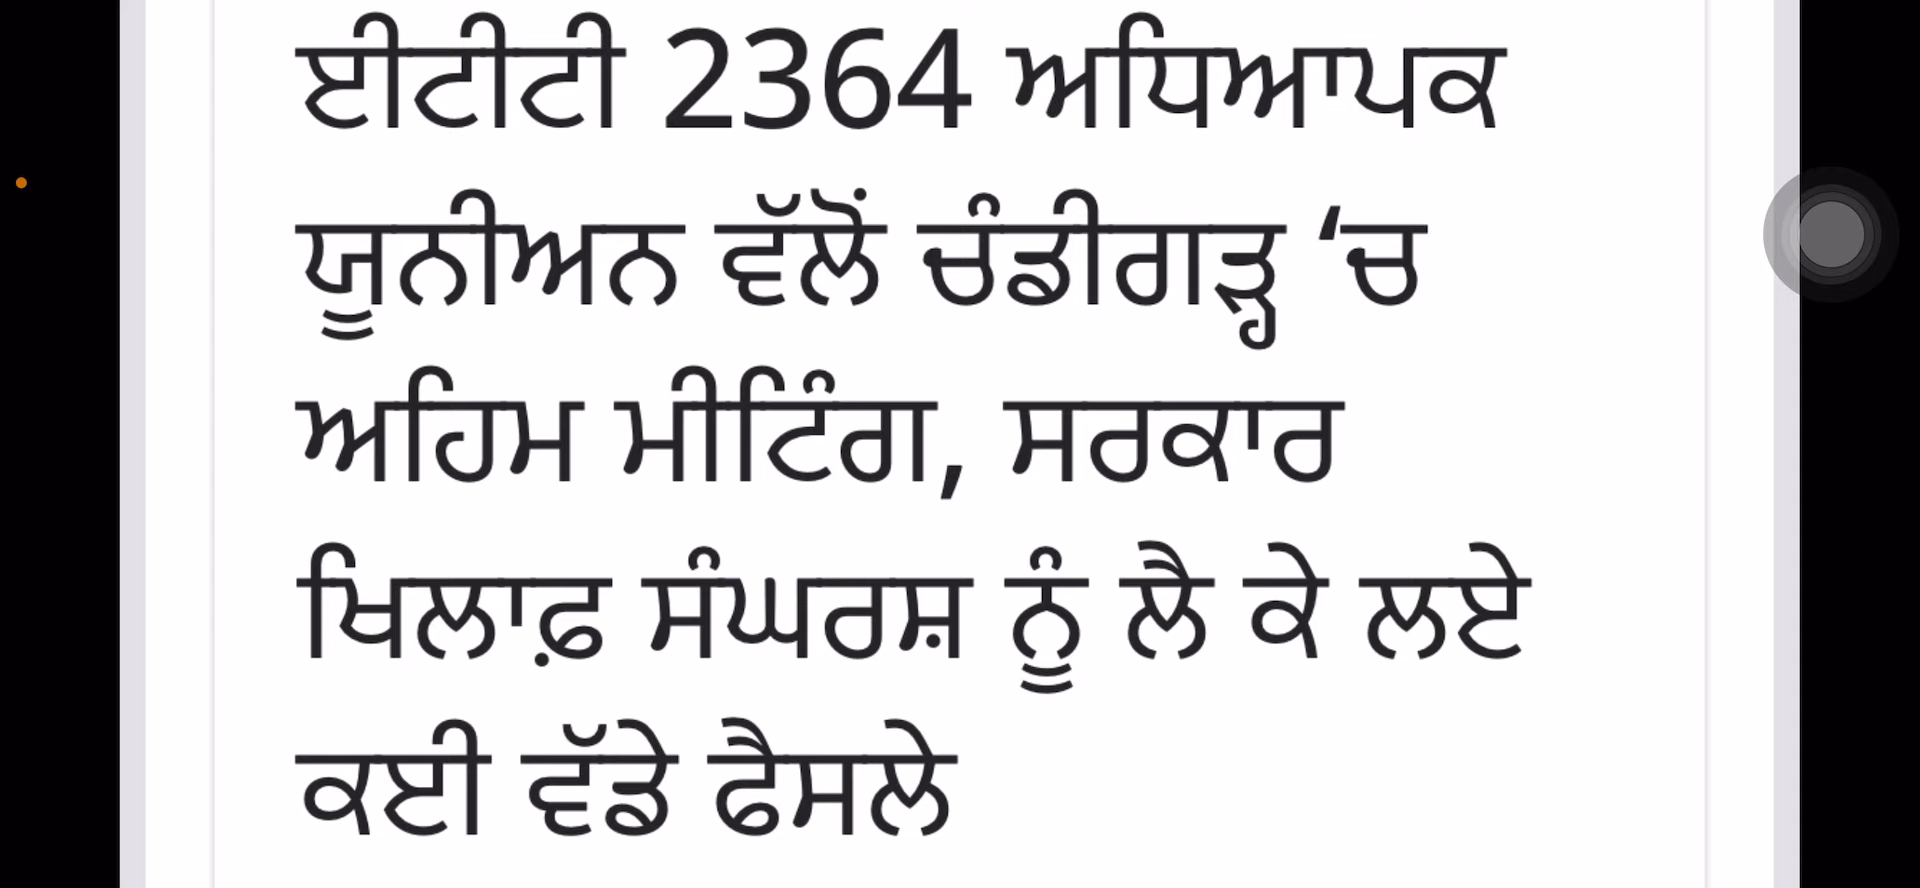 ਈਟੀਟੀ 2364 ਅਧਿਆਪਕ
ਯੂਨੀਅਨ ਵੱਲੋਂ ਚੰਡੀਗੜ੍ਹ ‘ਚ
ਅਹਿਮ ਮੀਟਿੰਗ, ਸਰਕਾਰ
ਖਿਲਾਫ਼ ਸੰਘਰਸ਼ ਨੂੰ ਲੈ ਕੇ ਲਏ
ਕਈ ਵੱਡੇ ਫੈਸਲੇ